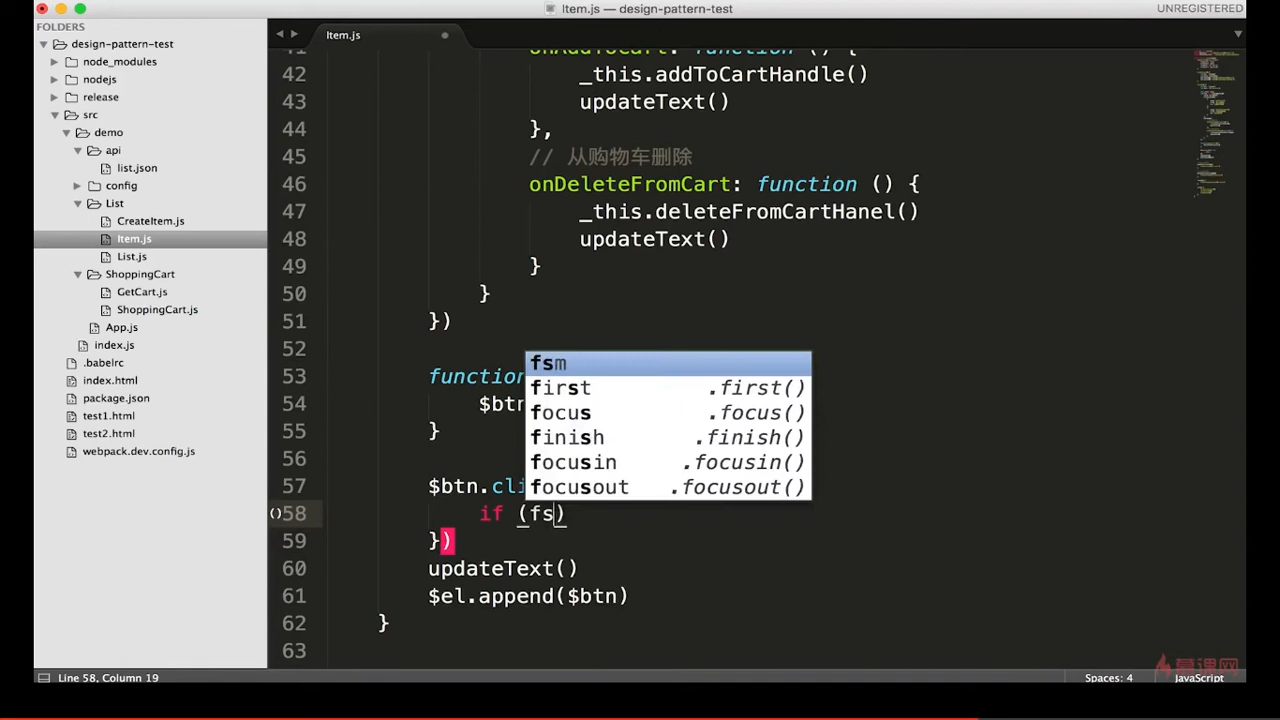 Item.js — design-pattern-test
UNREGISTERED
FOLDERS
design-pattern-test
node_modules
nodejs
release
src
demo
api
list.json
config
List
CreateItem.js
Item.js
List.js
ShoppingCart
GetCart.js
ShoppingCart.js
App.js
index.js
.babelrc
index.html
package.json
test1.html
test2.html
webpack.dev.config.js
Item.js
41 onAddToCart: function () {
42 _this.addToCartHandle()
43 updateText()
44 },
45 // 从购物车删除
46 onDeleteFromCart: function () {
47 _this.deleteFromCartHanel()
48 updateText()
49 }
50 }
51 })
52
53 function
54 $btn
55 }
56
57 $btn.cli
58 if (fs)
59 })
60 updateText()
61 $el.append($btn)
62 }
63
fsm
first .first()
focus .focus()
finish .finish()
focusin .focusin()
focusout .focusout()
慕课网
Line 58, Column 19
Spaces: 4
JavaScript